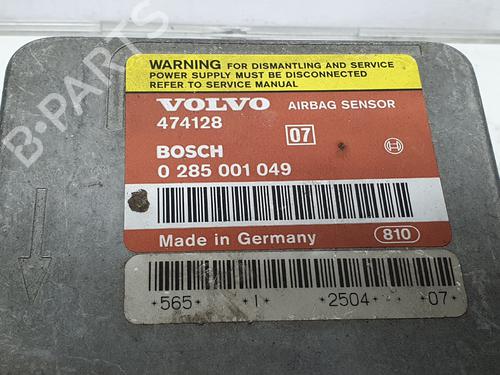 WARNING FOR DISMANTLING AND SERVICE
POWER SUPPLY MUST BE DISCONNECTED
REFER TO SERVICE MANUAL
VOLVO AIRBAG SENSOR
474128
07
BOSCH
0 285 001 049
Made in Germany 810
*565* *I* *2504* *07*
B-PARTS